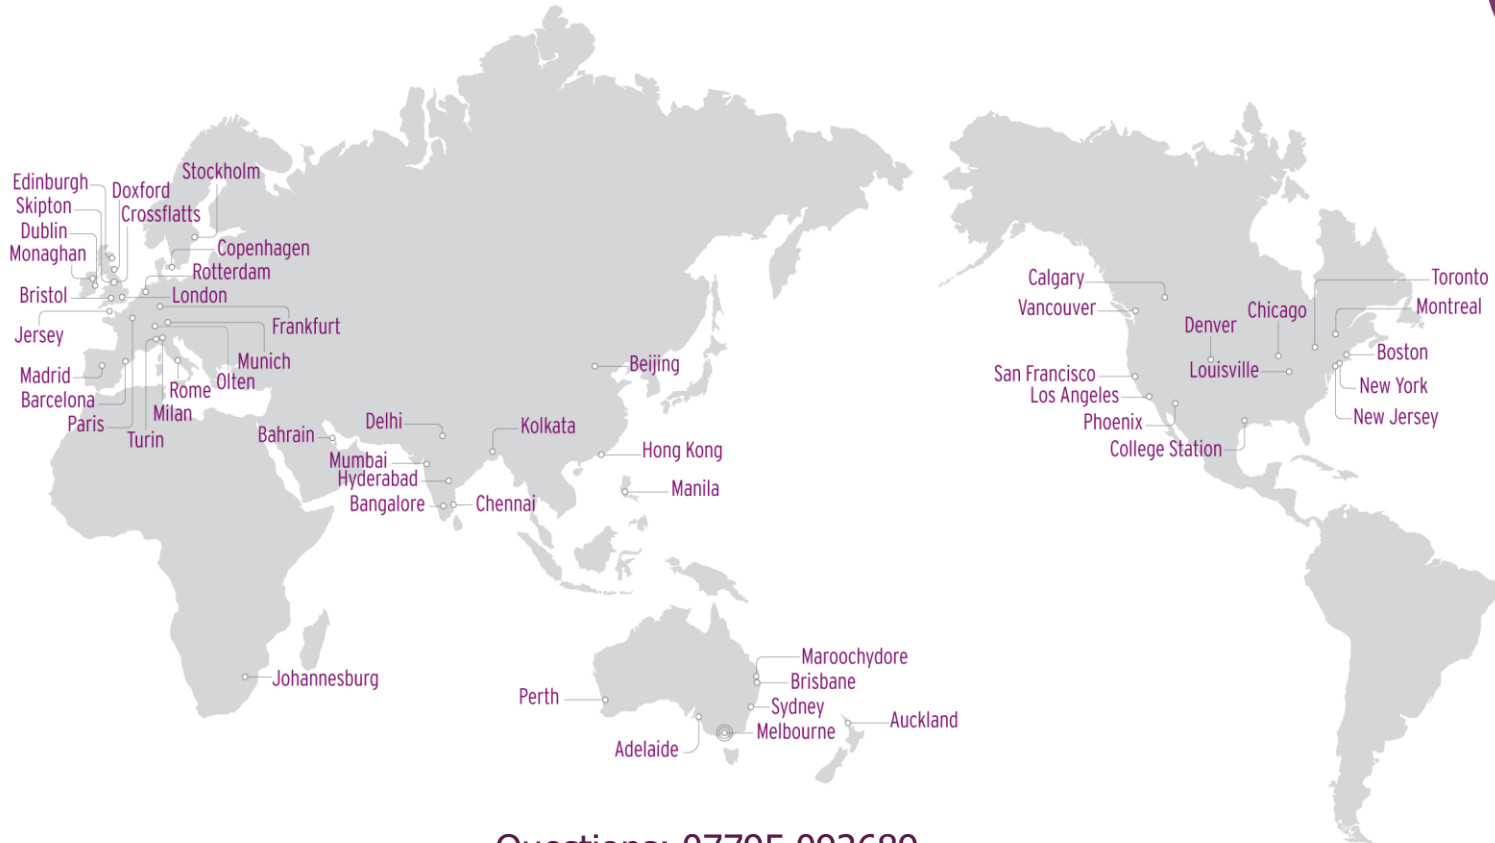 Edinburgh
Doxford
Stockholm
Skipton
Crossflatts
Dublin
Monaghan
Copenhagen
Rotterdam
Bristol
London
Jersey
Frankfurt
Munich
Madrid
Olten
Rome
Barcelona
Milan
Paris
Turin
Beijing
Bahrain
Delhi
Kolkata
Mumbai
Hyderabad
Hong Kong
Bangalore
Chennai
Manila
Johannesburg
Perth
Maroochydore
Brisbane
Sydney
Melbourne
Adelaide
Auckland
Calgary
Vancouver
Toronto
Montreal
Chicago
Denver
Louisville
Boston
San Francisco
Los Angeles
New York
New Jersey
Phoenix
College Station
Questions: 07795 092689